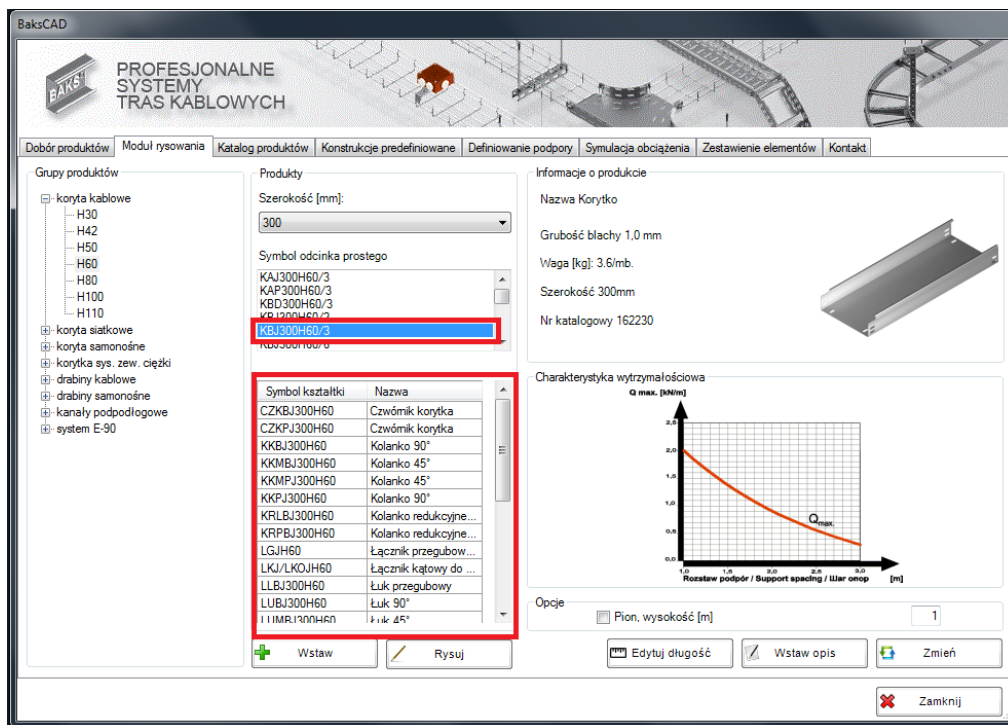 BaksCAD
BAKS
PROFESJONALNE
SYSTEMY
TRAS KABLOWYCH
Dobór produktów Moduł rysowania Katalog produktów Konstrukcje predefiniowane Definiowanie podpory Symulacja obciążenia Zestawienie elementów Kontakt
Grupy produktów
koryta kablowe
H30
H42
H50
H60
H80
H100
H110
koryta siatkowe
koryta samonośne
korytka sys. zew. ciężki
drabiny kablowe
drabiny samonośne
kanały podpodłogowe
system E-90
Produkty
Szerokość [mm]:
300
Symbol odcinka prostego
KAJ300H60/3
KAP300H60/3
KBD300H60/3
KBJ300H60/3
Symbol kształtki Nazwa
CZKBJ300H60 Czwórnik korytka
CZKPJ300H60 Czwórnik korytka
KKBJ300H60 Kolanko 90°
KKMBJ300H60 Kolanko 45°
KKMPJ300H60 Kolanko 45°
KKPJ300H60 Kolanko 90°
KRLBJ300H60 Kolanko redukcyjne...
KRPBJ300H60 Kolanko redukcyjne...
LGJH60 Łącznik przegubow...
LKJ/LKOJH60 Łącznik kątowy do ...
LLBJ300H60 Łuk przegubowy
LUBJ300H60 Łuk 90°
LUMBJ300H60 Łuk 45°
Wstaw Rysuj
Informacje o produkcie
Nazwa Korytko
Grubość blachy 1,0 mm
Waga [kg]: 3.6/mb.
Szerokość 300mm
Nr katalogowy 162230
Charakterystyka wytrzymałościowa
Q max. [kN/m]
2,5
2,0
1,5
1,0
0,5
0,0
Qmax.
1,0 1,5 2,0 2,5 3,0
Rozstaw podpór / Support spacing / Шаг опор [m]
Opcje
Pion, wysokość [m] 1
Edytuj długość Wstaw opis Zmień
Zamknij